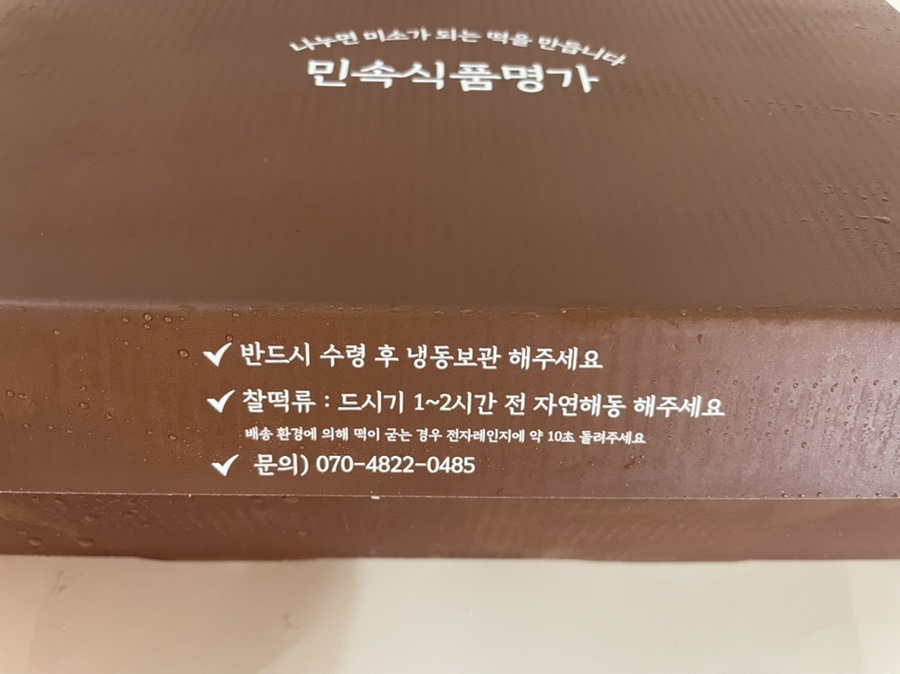 나누면 미소가 되는 떡을 만듭니다
민속식품명가
✓ 반드시 수령 후 냉동보관 해주세요
✓ 찰떡류 : 드시기 1~2시간 전 자연해동 해주세요
배송 환경에 의해 떡이 굳는 경우 전자레인지에 약 10초 돌려주세요
✓ 문의) 070-4822-0485